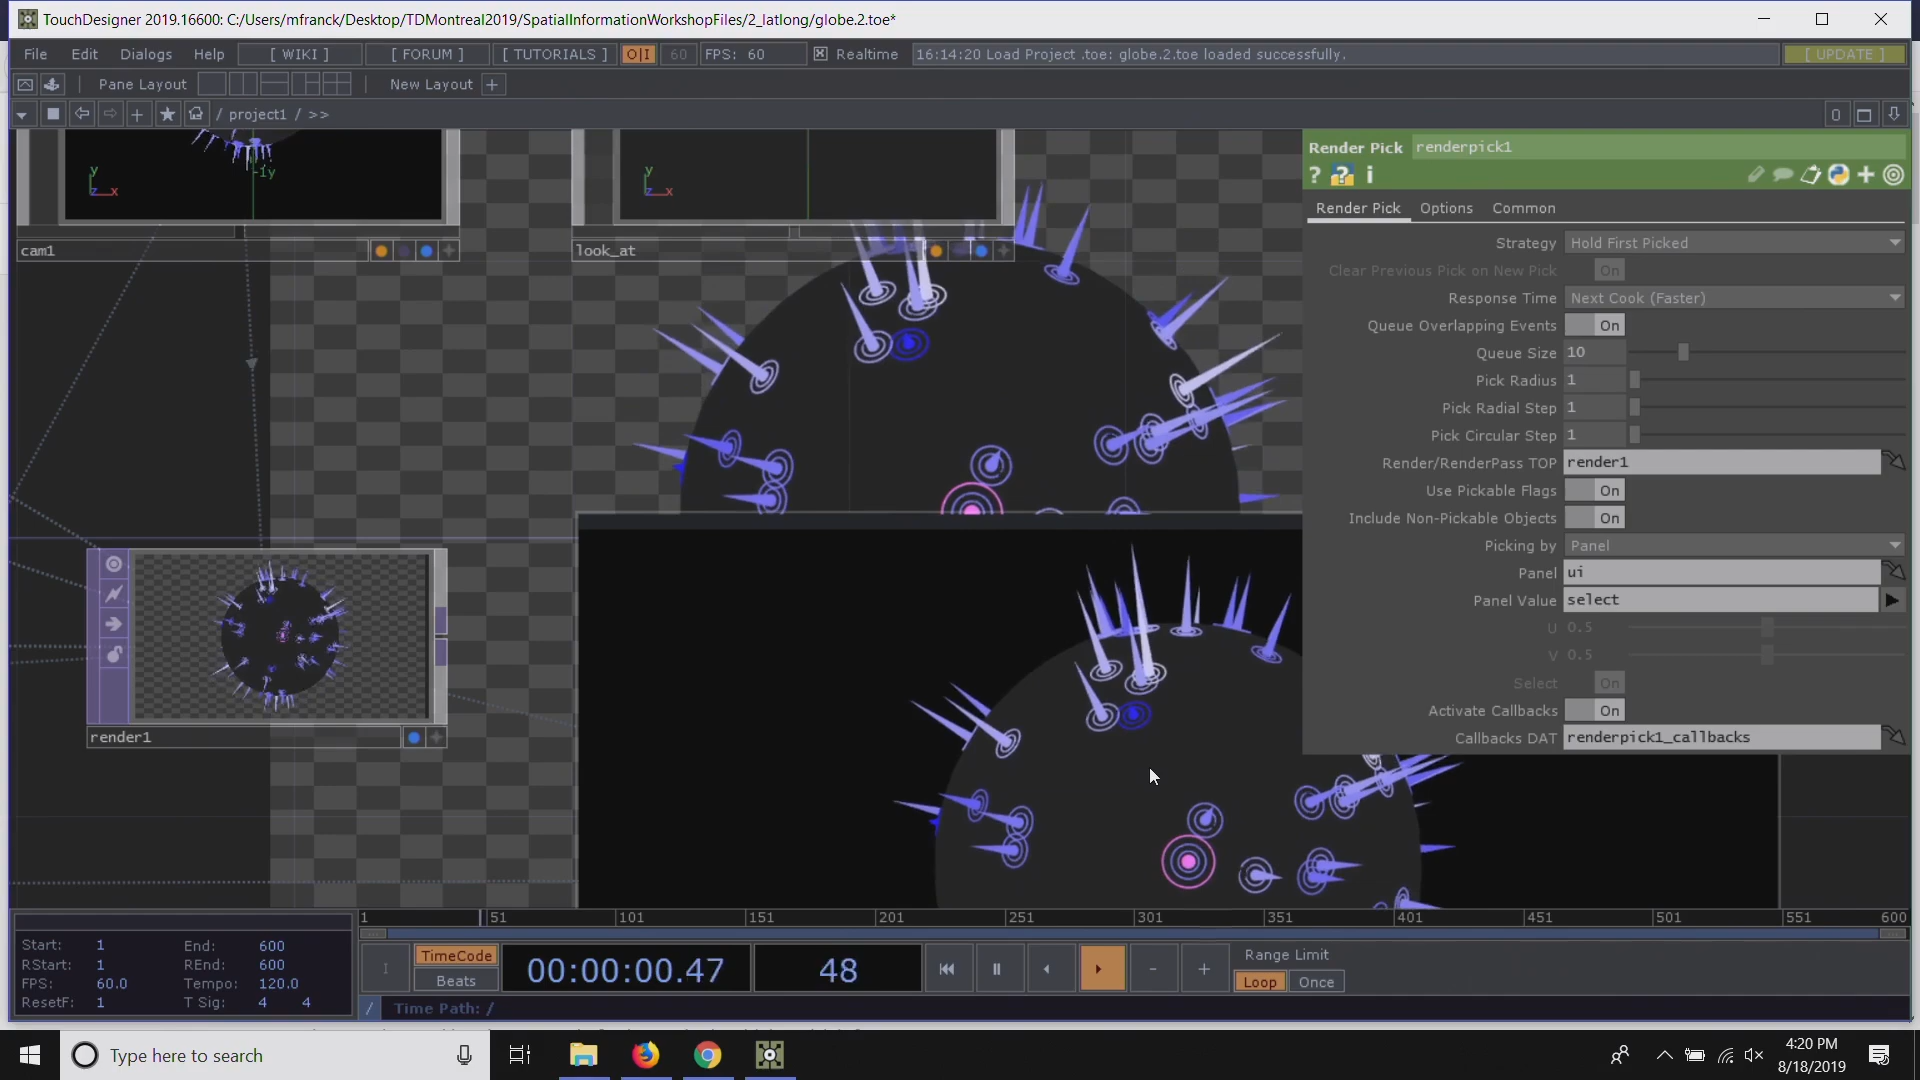 TouchDesigner 2019.16600: C:/Users/mfranck/Desktop/TDMontreal2019/SpatialInformationWorkshopFiles/2_latlong/globe.2.toe*
File Edit Dialogs Help [ WIKI ] [ FORUM ] [ TUTORIALS ] O|I 60 FPS: 60 Realtime 16:14:20 Load Project .toe: globe.2.toe loaded successfully. [ UPDATE ]
Pane Layout New Layout +
/ project1 / >> 0
Render Pick renderpick1
? ? i
y -1y
z x
y
z x
Render Pick Options Common
cam1
look_at
Strategy Hold First Picked
Clear Previous Pick on New Pick On
Response Time Next Cook (Faster)
Queue Overlapping Events On
Queue Size 10
Pick Radius 1
Pick Radial Step 1
Pick Circular Step 1
Render/RenderPass TOP render1
Use Pickable Flags On
Include Non-Pickable Objects On
Picking by Panel
Panel ui
Panel Value select
U 0.5
V 0.5
Select On
Activate Callbacks On
Callbacks DAT renderpick1_callbacks
render1
1 51 101 151 201 251 301 351 401 451 501 551 600
Start: 1 End: 600
RStart: 1 REnd: 600
FPS: 60.0 Tempo: 120.0
ResetF: 1 T Sig: 4 4
I TimeCode
Beats
00:00:00.47 48
- +
Range Limit
Loop Once
/ Time Path: /
Type here to search
4:20 PM
8/18/2019